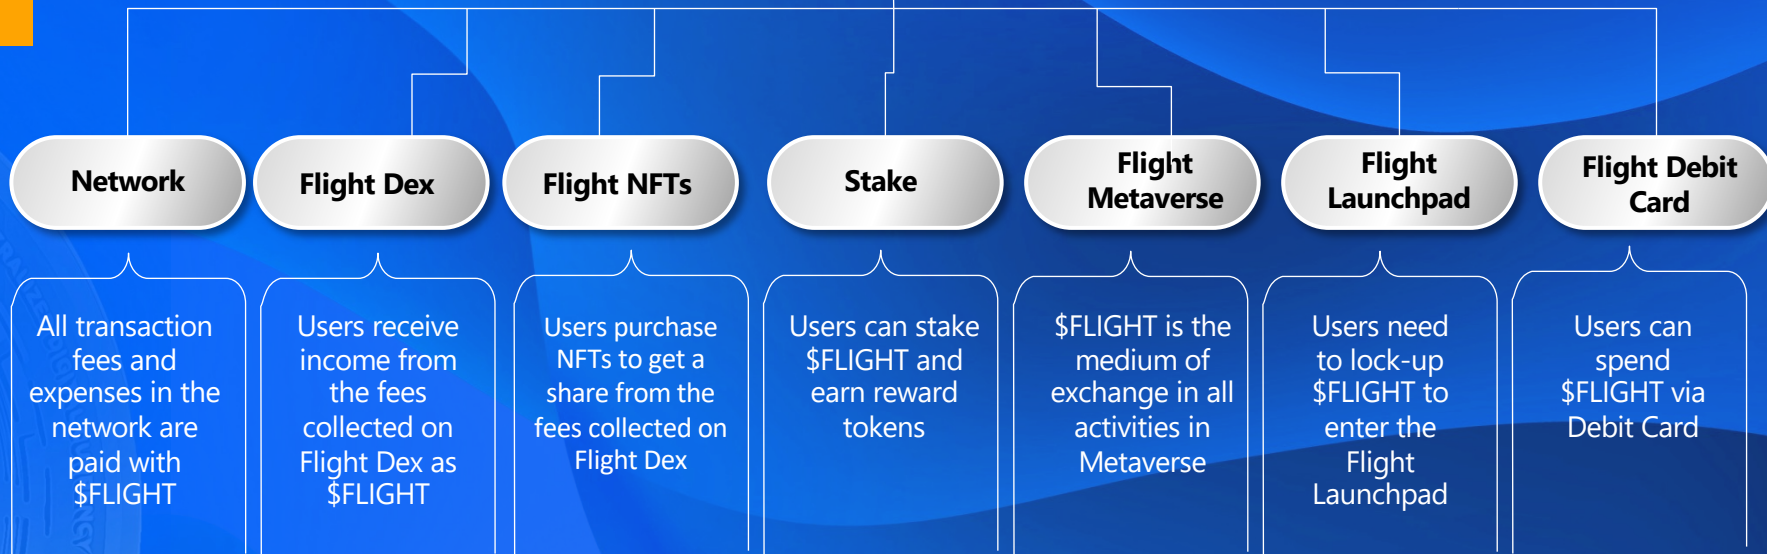 Network
Flight Dex
Flight NFTs
Stake
Flight
Metaverse
Flight
Launchpad
Flight Debit
Card
All transaction
fees and
expenses in the
network are
paid with
$FLIGHT
Users receive
income from
the fees
collected on
Flight Dex as
$FLIGHT
Users purchase
NFTs to get a
share from the
fees collected on
Flight Dex
Users can stake
$FLIGHT and
earn reward
tokens
$FLIGHT is the
medium of
exchange in all
activities in
Metaverse
Users need
to lock-up
$FLIGHT to
enter the
Flight
Launchpad
Users can
spend
$FLIGHT via
Debit Card